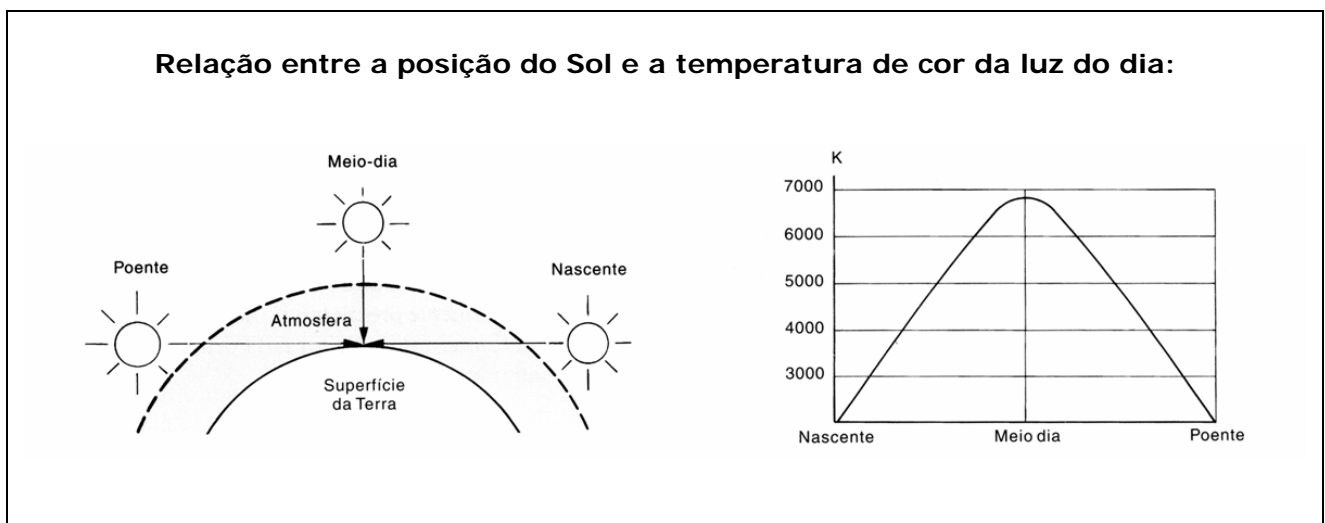 Relação entre a posição do Sol e a temperatura de cor da luz do dia:
Meio-dia
Poente
Nascente
Atmosfera
Superfície
da Terra
K
7000
6000
5000
4000
3000
Nascente
Meio dia
Poente